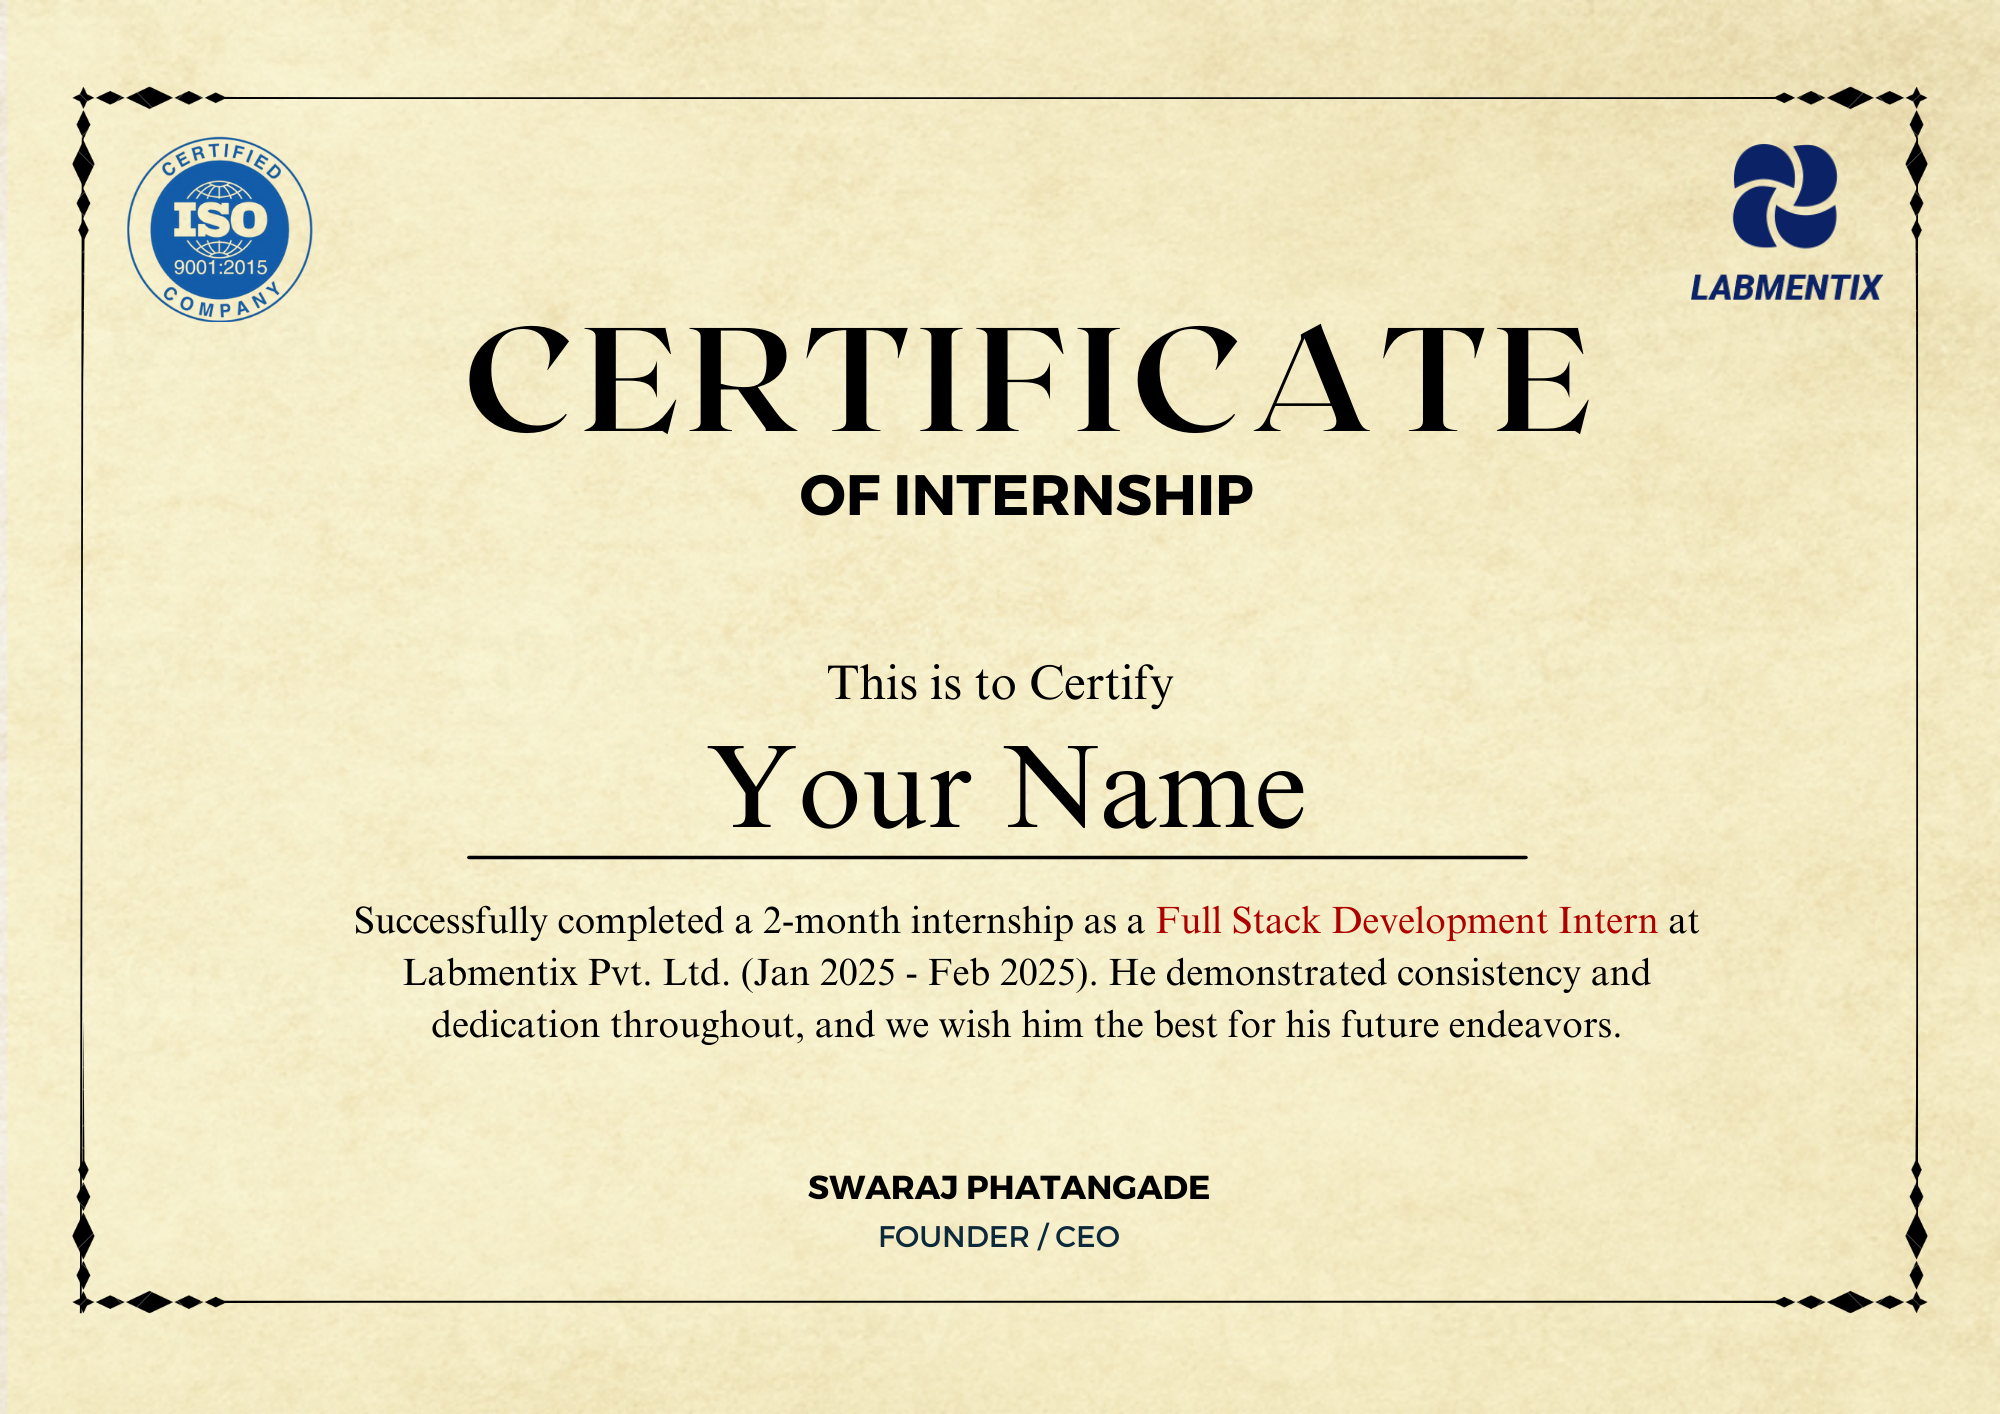 CERTIFIED
ISO
9001:2015
COMPANY
LABMENTIX
CERTIFICATE
OF INTERNSHIP
This is to Certify
Your Name
Successfully completed a 2-month internship as a Full Stack Development Intern at
Labmentix Pvt. Ltd. (Jan 2025 - Feb 2025). He demonstrated consistency and
dedication throughout, and we wish him the best for his future endeavors.
SWARAJ PHATANGADE
FOUNDER / CEO